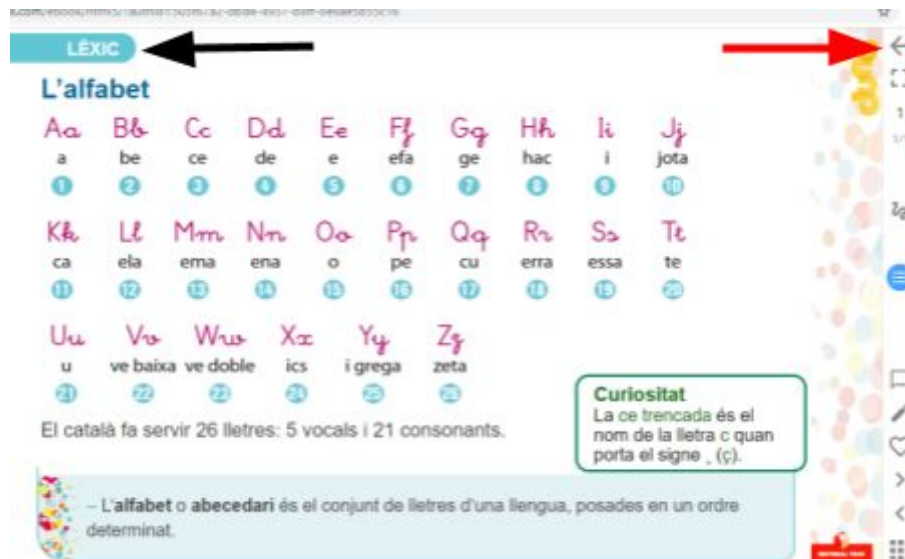 LÈXIC
L'alfabet
Aa Bb Cc Dd Ee Ff Gg Hh Ii Jj
a be ce de e efa ge hac i jota
1 2 3 4 5 6 7 8 9 10
Kk Ll Mm Nn Oo Pp Qq Rr Ss Tt
ca ela ema ena o pe cu erra essa te
11 12 13 14 15 16 17 18 19 20
Uu Vv Ww Xx Yy Zz
u ve baixa ve doble ics i grega zeta
21 22 23 24 25 26
El català fa servir 26 lletres: 5 vocals i 21 consonants.
Curiositat
La ce trencada és el
nom de la lletra c quan
porta el signe ¸ (ç).
– L'alfabet o abecedari és el conjunt de lletres d'una llengua, posades en un ordre
determinat.